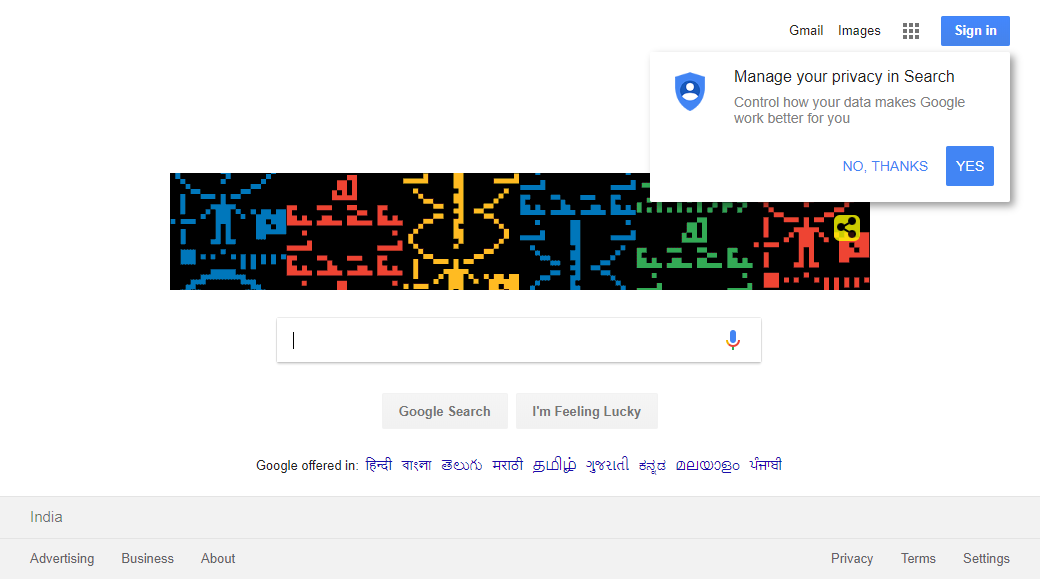 Gmail Images Sign in
Manage your privacy in Search
Control how your data makes Google
work better for you
NO, THANKS YES
Google Search I'm Feeling Lucky
Google offered in: हिन्दी বাংলা తెలుగు मराठी தமிழ் ગુજરાતી ಕನ್ನಡ മലയാളം ਪੰਜਾਬੀ
India
Advertising Business About Privacy Terms Settings